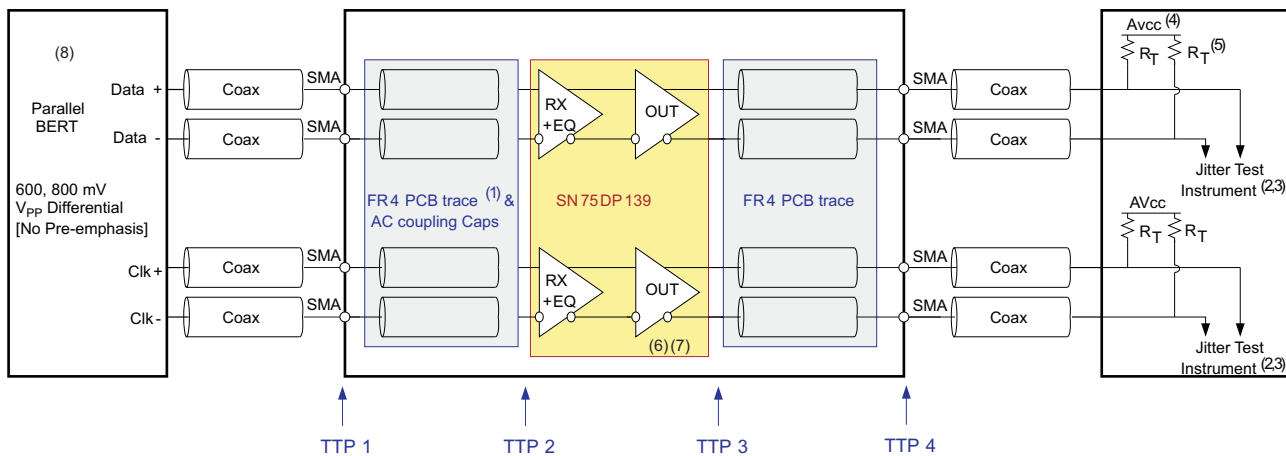 (8)
Parallel
BERT
Data +
Data -
600, 800 mV
VPP Differential
[No Pre-emphasis]
Clk +
Clk -
Coax
Coax
Coax
Coax
SMA
SMA
SMA
SMA
FR4 PCB trace (1) &
AC coupling Caps
RX
+EQ
OUT
SN75DP139
RX
+EQ
OUT
(6) (7)
FR4 PCB trace
SMA
SMA
SMA
SMA
Coax
Coax
Coax
Coax
Avcc (4)
RT
RT (5)
Jitter Test
Instrument (2,3)
AVcc
RT
RT
Jitter Test
Instrument (2,3)
TTP 1
TTP 2
TTP 3
TTP 4